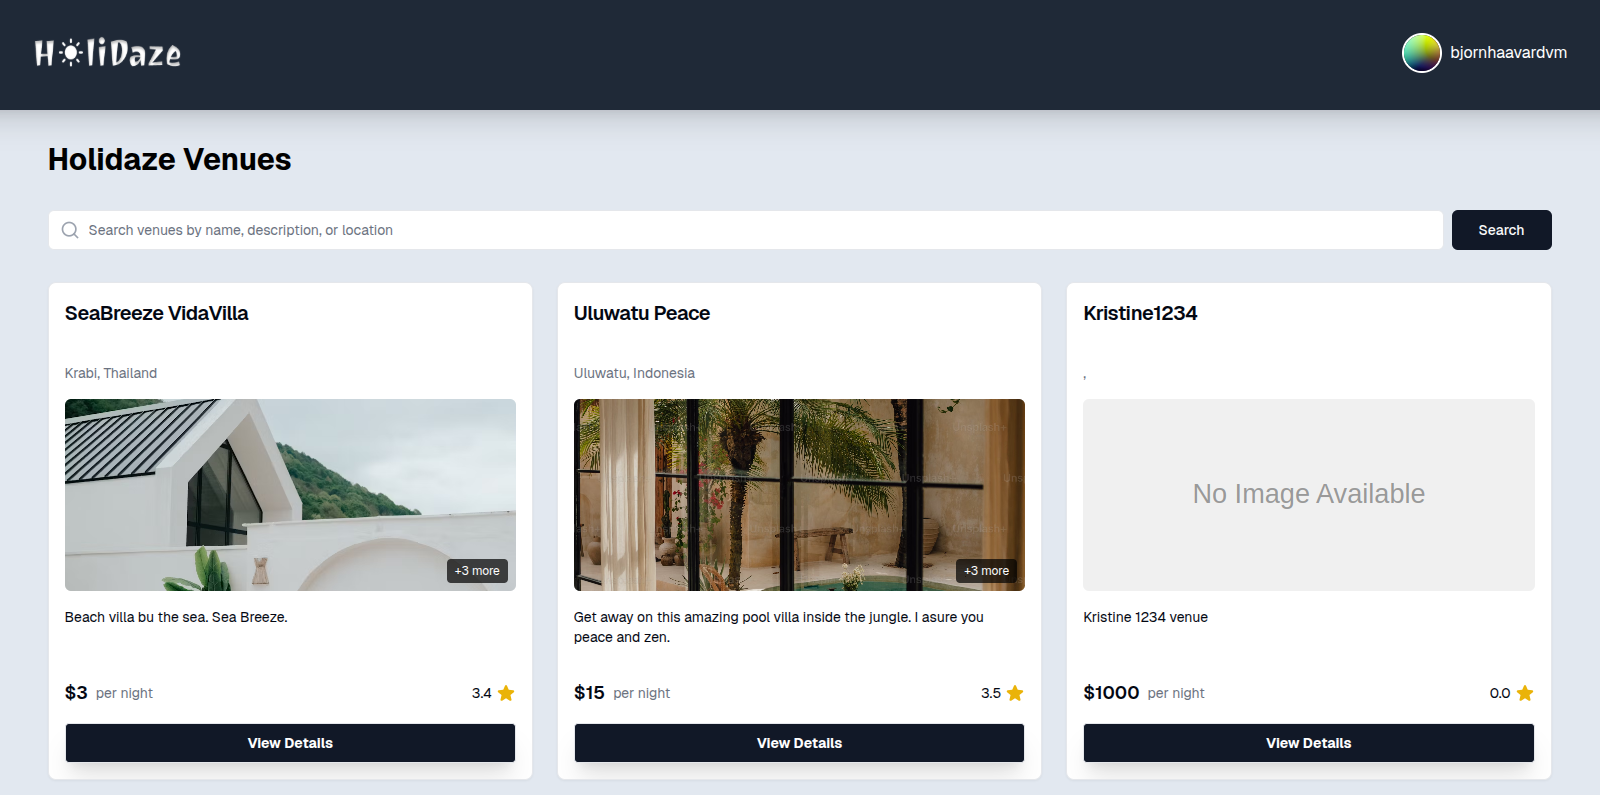 HoliDaze
bjornhaavardvm
Holidaze Venues
Search venues by name, description, or location
Search
SeaBreeze VidaVilla
Krabi, Thailand
+3 more
Beach villa bu the sea. Sea Breeze.
$3 per night
3.4
View Details
Uluwatu Peace
Uluwatu, Indonesia
Unsplash+
+3 more
Get away on this amazing pool villa inside the jungle. I asure you
peace and zen.
$15 per night
3.5
View Details
Kristine1234
,
No Image Available
Kristine 1234 venue
$1000 per night
0.0
View Details